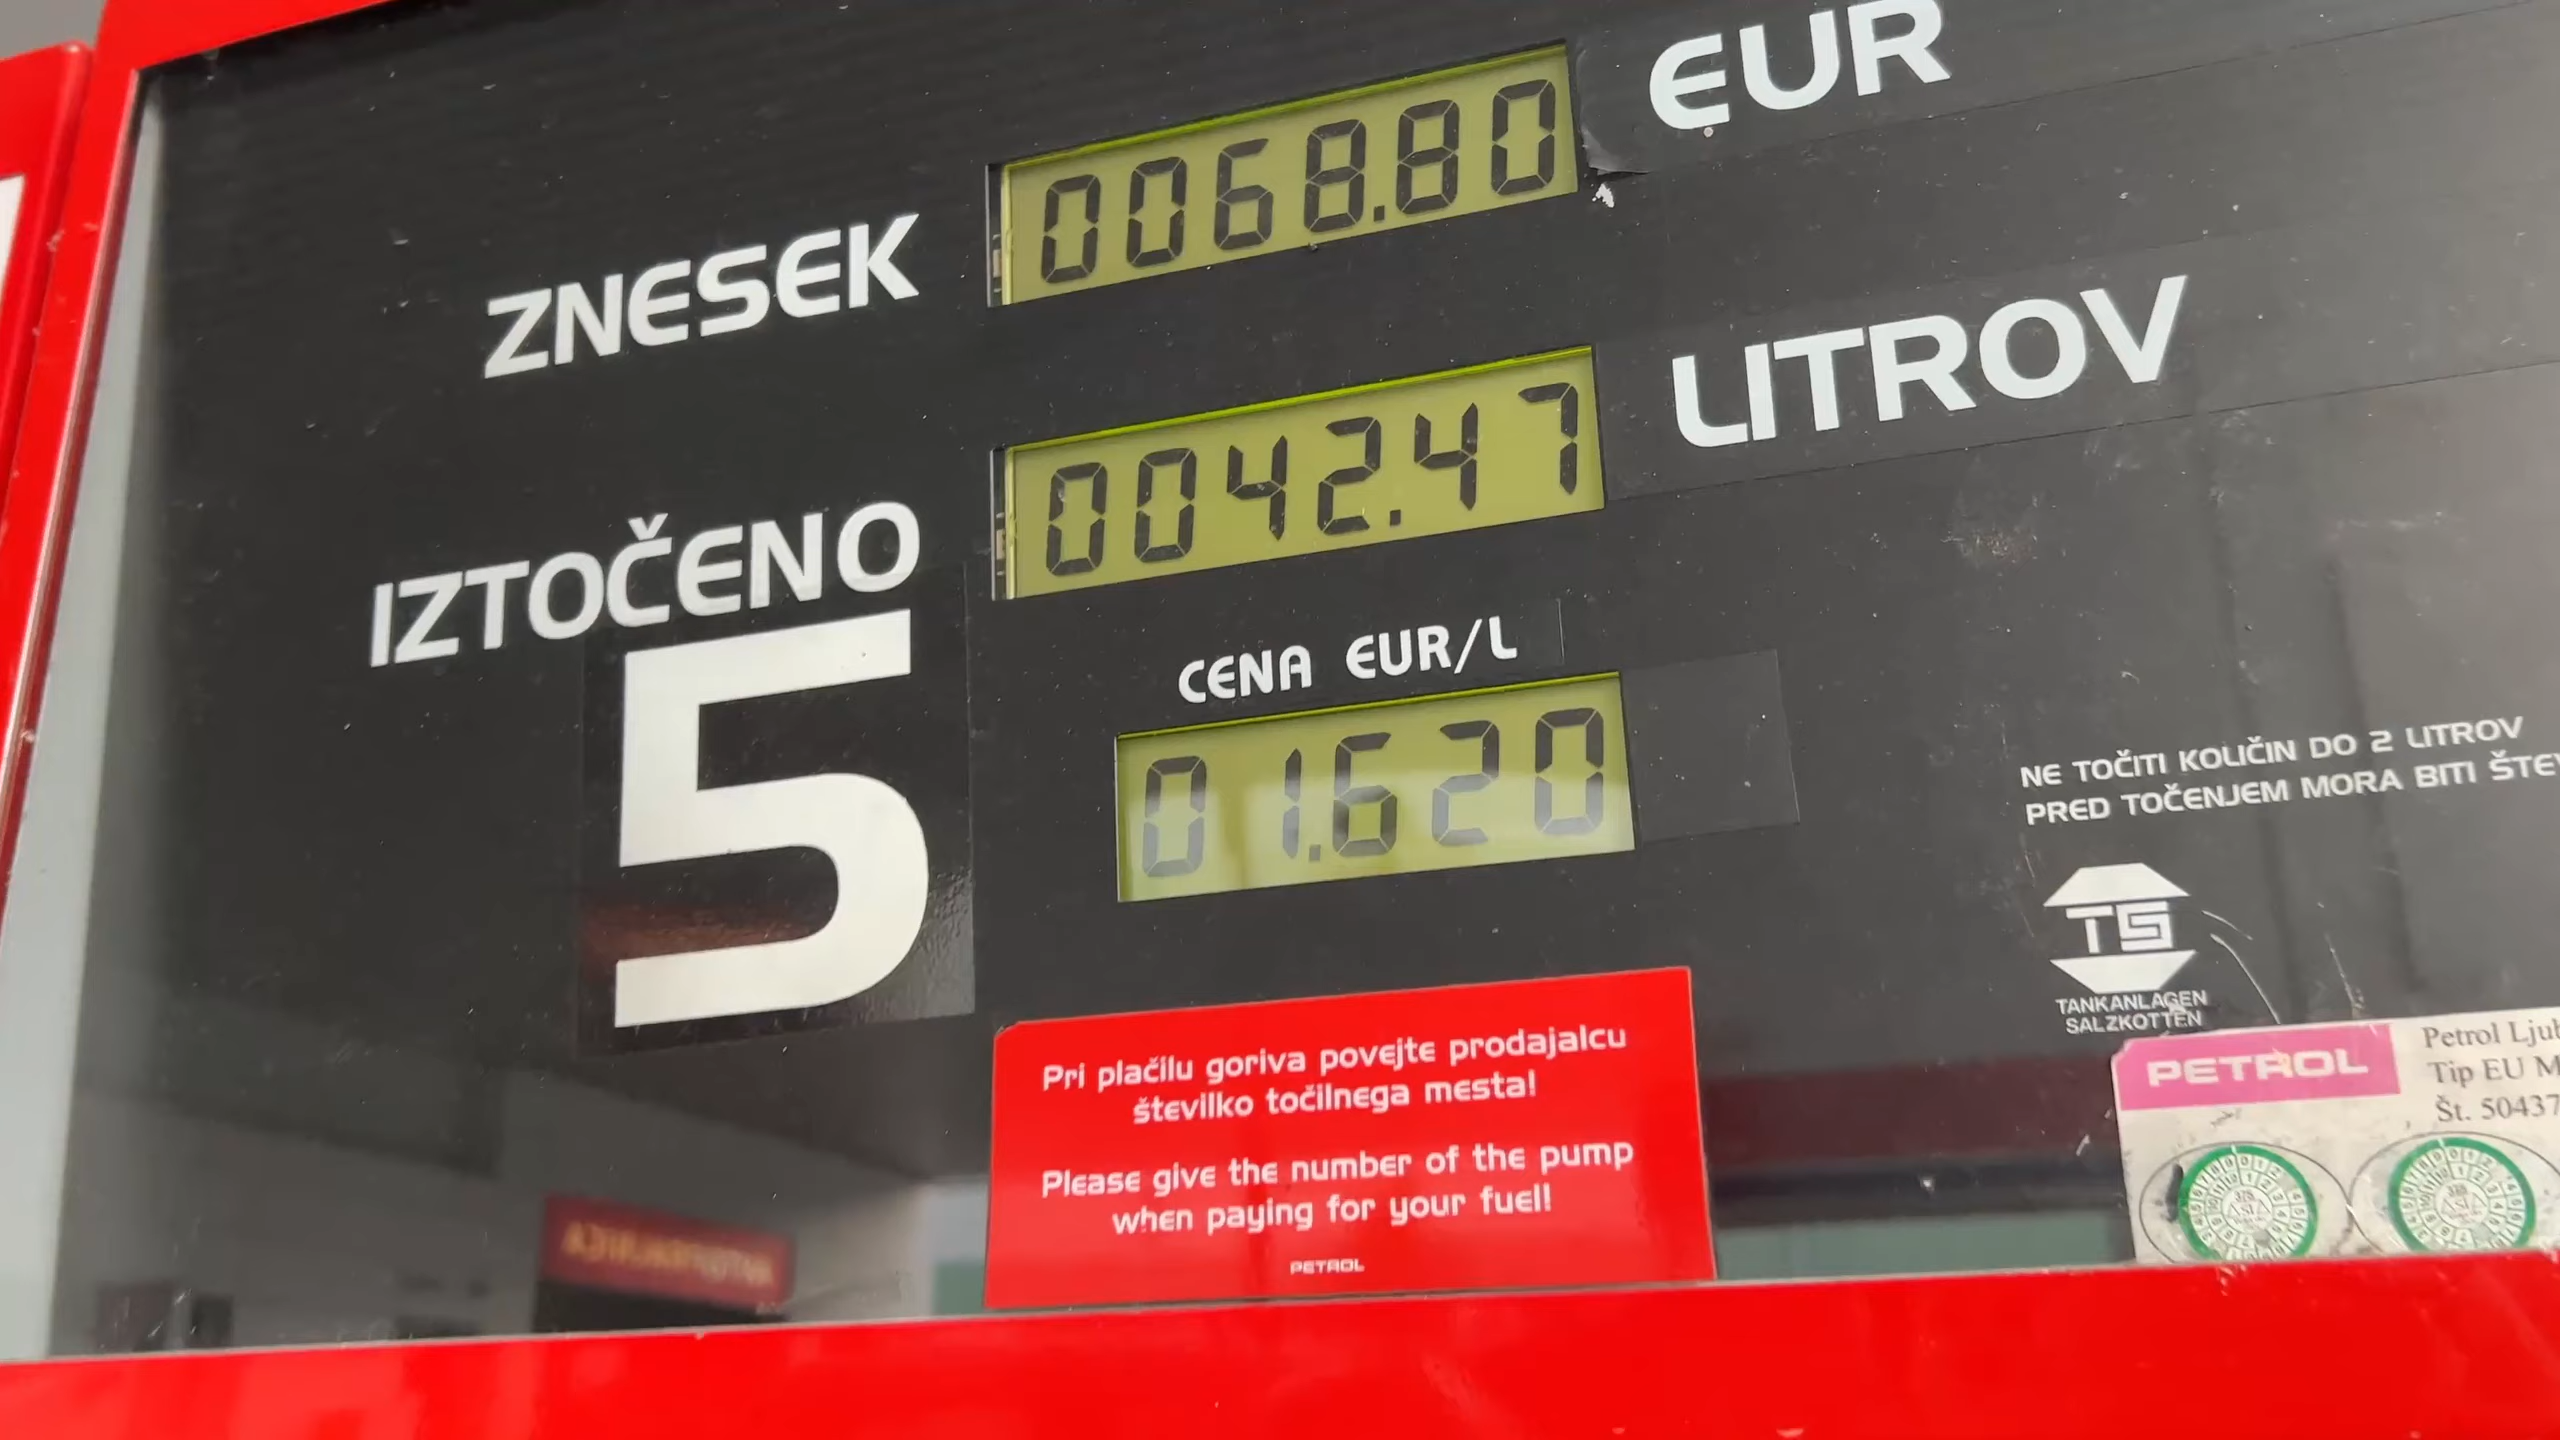 ZNESEK 0068.80 EUR
IZTOČENO 0042.47 LITROV
5
CENA EUR/L
01.620
NE TOČITI KOLIČIN DO 2 LITROV
PRED TOČENJEM MORA BITI
TS
TANKANLAGEN
SALZKOTTEN
Pri plačilu goriva povejte prodajalcu
številko točilnega mesta!
Please give the number of the pump
when paying for your fuel!
PETROL
PETROL
Petrol
Tip EU
Št. 50437